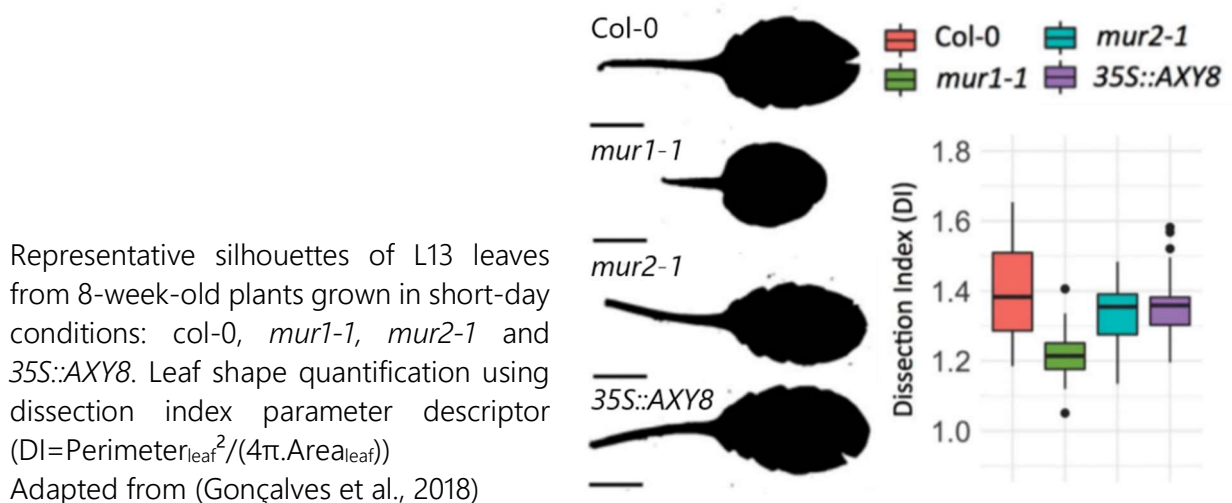 Representative silhouettes of L13 leaves
from 8-week-old plants grown in short-day
conditions: col-0, mur1-1, mur2-1 and
35S::AXY8. Leaf shape quantification using
dissection index parameter descriptor
(DI=Perimeterleaf²/(4π.Arealeaf))
Adapted from (Gonçalves et al., 2018)
Col-0
mur1-1
mur2-1
35S::AXY8
Col-0
mur2-1
mur1-1
35S::AXY8
Dissection Index (DI)
1.8
1.6
1.4
1.2
1.0